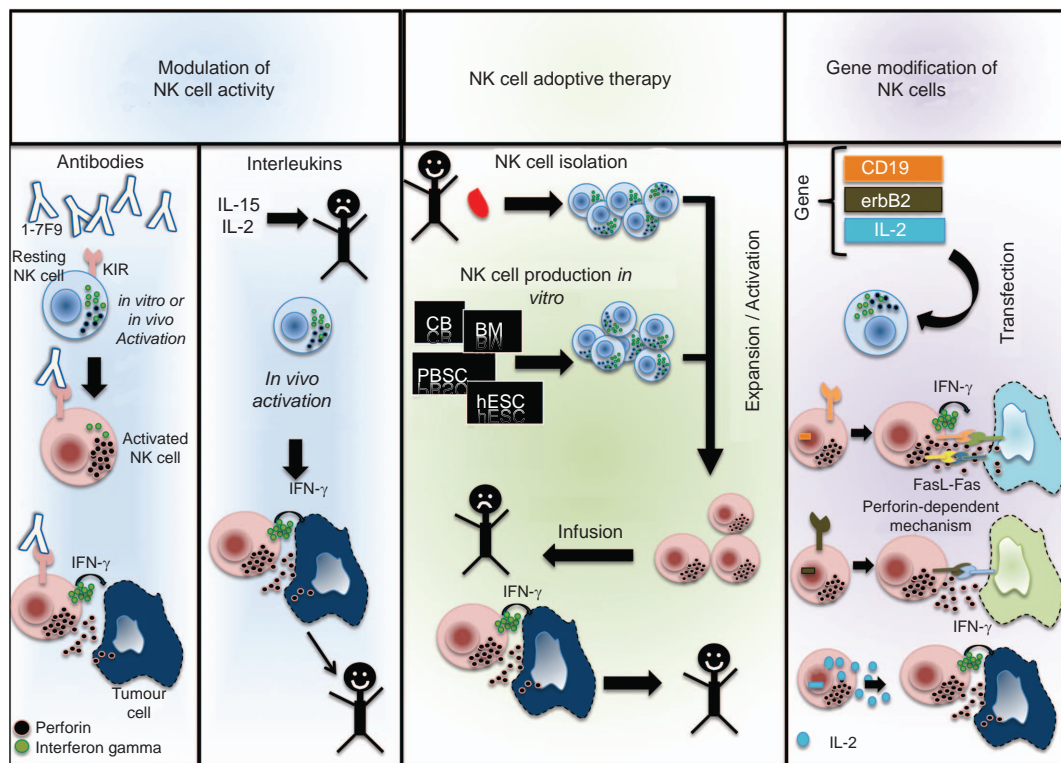 Modulation of
NK cell activity
NK cell adoptive therapy
Gene modification of
NK cells
Antibodies
1-7F9
Resting
NK cell
KIR
in vitro or
in vivo
Activation
Activated
NK cell
IFN-γ
Tumour
cell
Perforin
Interferon gamma
Interleukins
IL-15
IL-2
In vivo
activation
IFN-γ
NK cell isolation
NK cell production in
vitro
CB
BM
PBSC
hESC
Expansion / Activation
Infusion
IFN-γ
Gene
CD19
erbB2
IL-2
Transfection
IFN-γ
FasL-Fas
Perforin-dependent
mechanism
IFN-γ
IL-2